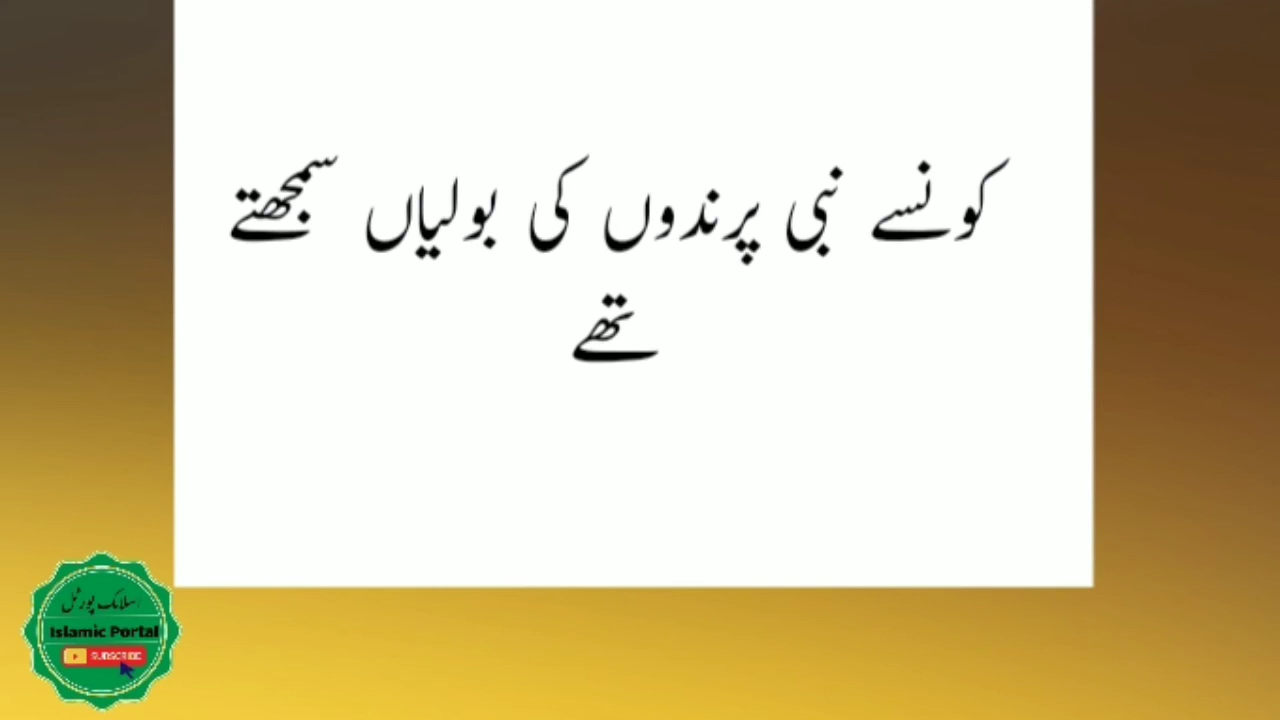 کونسے نبی پرندوں کی بولیاں سمجھتے
تھے
اسلامک پورٹل
Islamic Portal
SUBSCRIBE